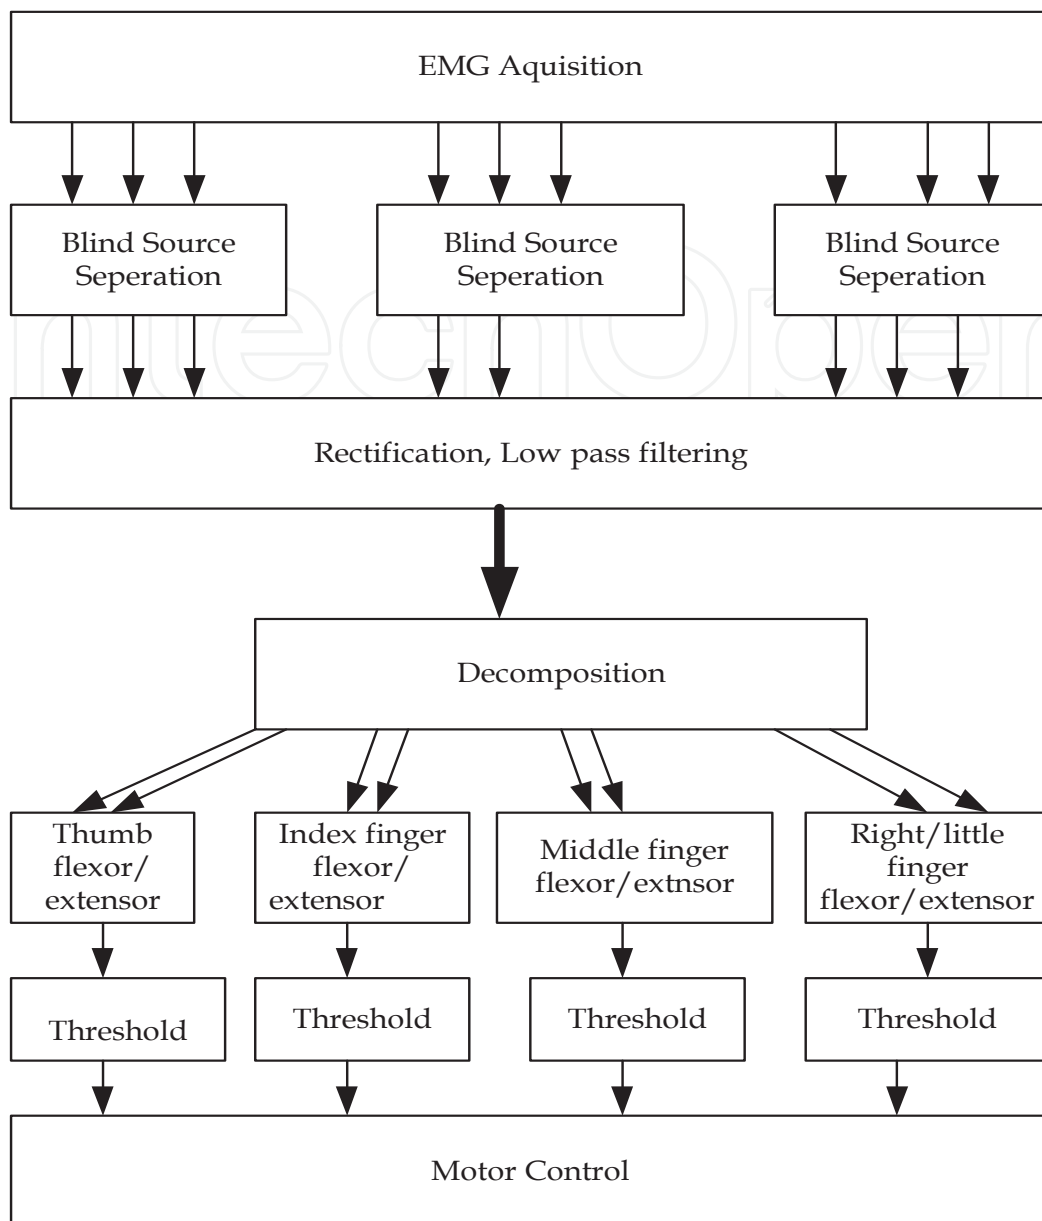 EMG Aquisition
Blind Source
Seperation
Blind Source
Seperation
Blind Source
Seperation
IntechOpen
Rectification, Low pass filtering
Decomposition
Thumb
flexor/
extensor
Index finger
flexor/
extensor
Middle finger
flexor/extnsor
Right/little
finger
flexor/extensor
Threshold
Threshold
Threshold
Threshold
Motor Control